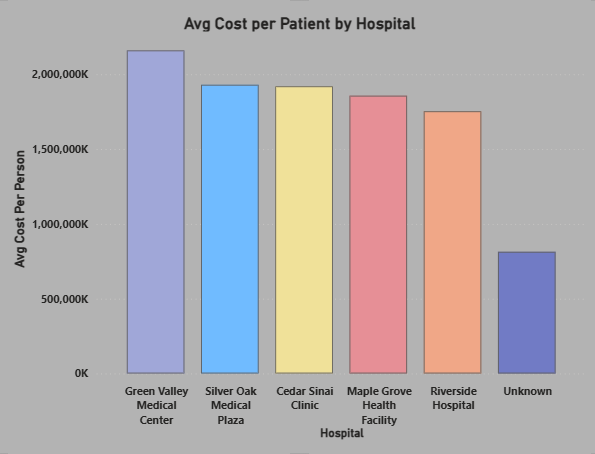 Avg Cost per Patient by Hospital
Avg Cost Per Person
2,000,000K
1,500,000K
1,000,000K
500,000K
0K
Green Valley Medical Center
Silver Oak Medical Plaza
Cedar Sinai Clinic
Maple Grove Health Facility
Riverside Hospital
Unknown
Hospital